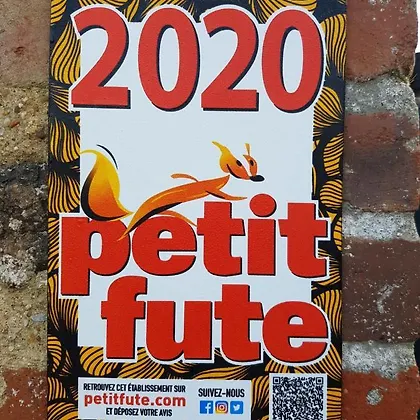 2020
petit
fute
RETROUVEZ CET ÉTABLISSEMENT SUR
petitfute.com
ET DÉPOSEZ VOTRE AVIS
SUIVEZ-NOUS